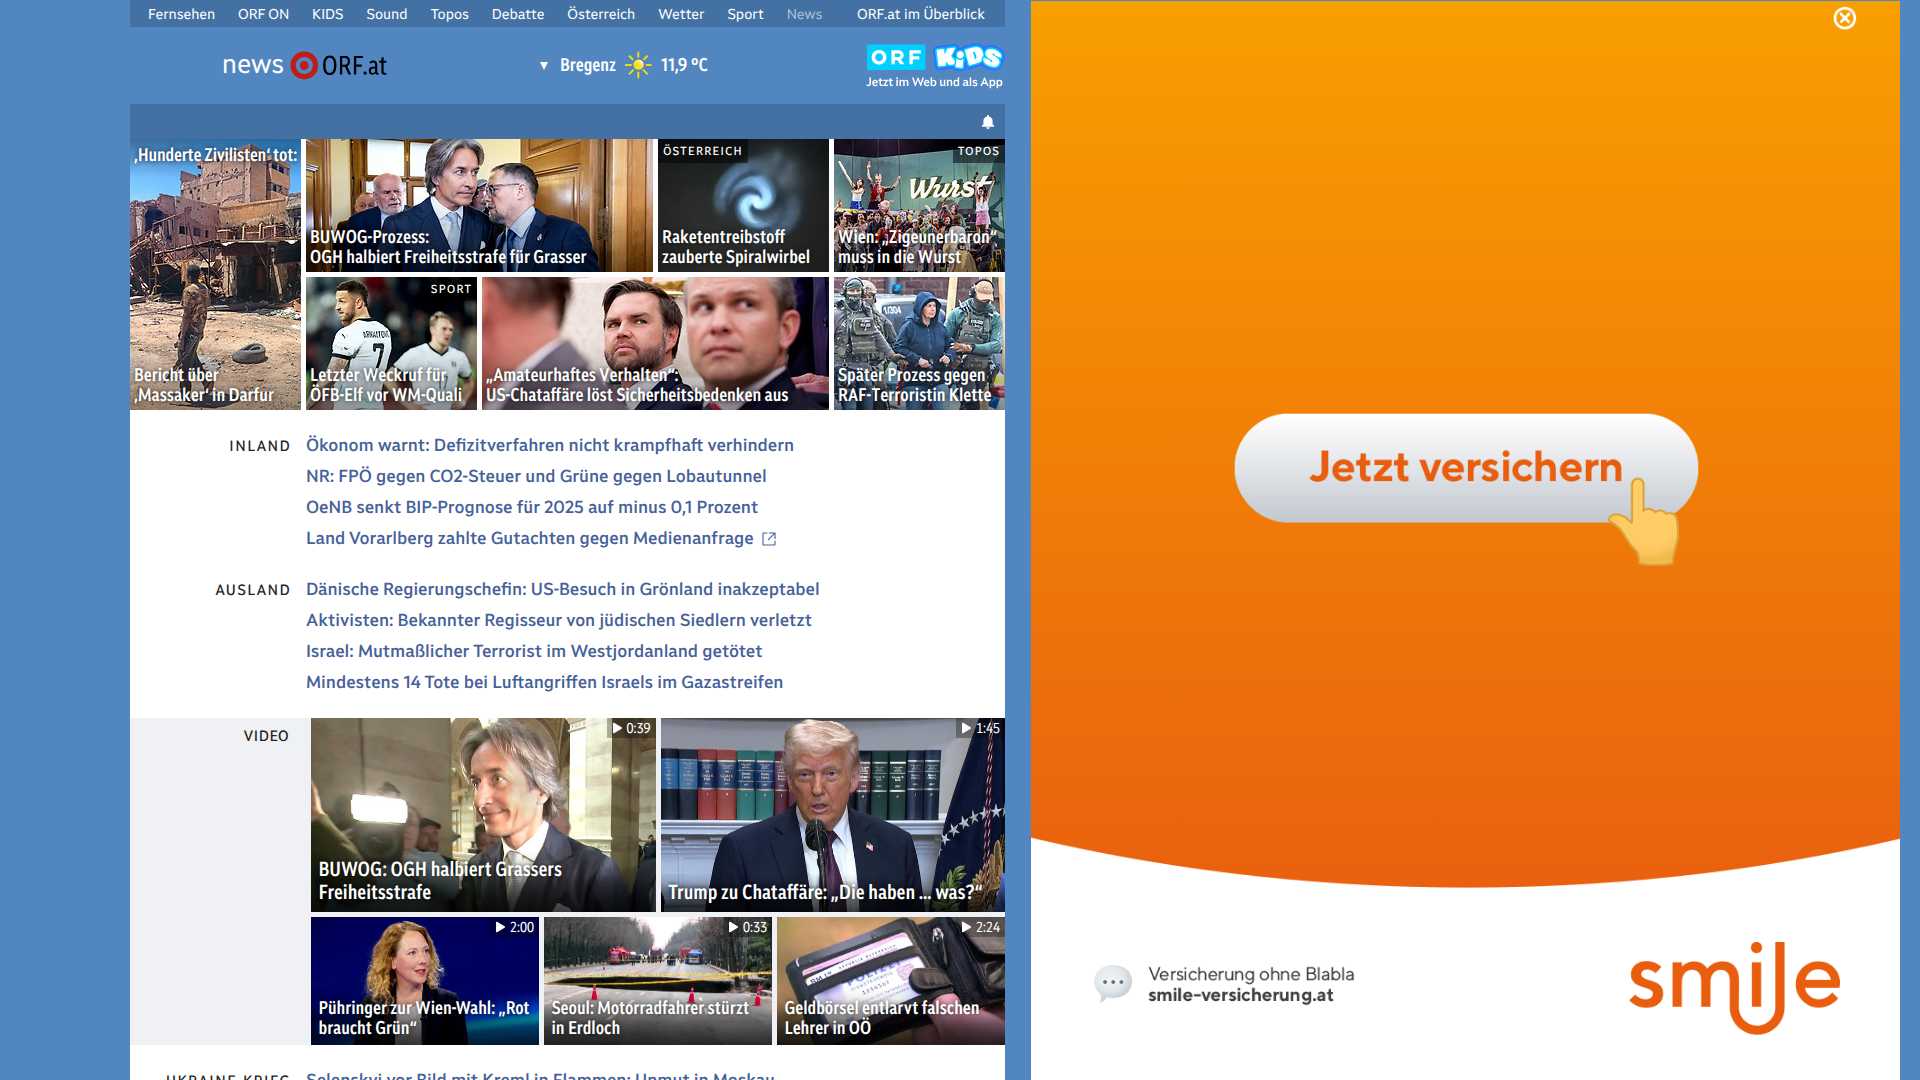 Fernsehen ORF ON KIDS Sound Topos Debatte Österreich Wetter Sport News ORF.at im Überblick
news ORF.at
Bregenz 11,9 °C
ORF KiDS
Jetzt im Web und als App
‚Hunderte Zivilisten‘ tot:
Bericht über
‚Massaker‘ in Darfur
BUWOG-Prozess:
OGH halbiert Freiheitsstrafe für Grasser
ÖSTERREICH
Raketentreibstoff
zauberte Spiralwirbel
TOPOS
Wurst
Wien: „Zigeunerbaron“
muss in die Wurst
SPORT
ARNAUTOVIC
7
Letzter Weckruf für
ÖFB-Elf vor WM-Quali
„Amateurhaftes Verhalten“:
US-Chataffäre löst Sicherheitsbedenken aus
Später Prozess gegen
RAF-Terroristin Klette
INLAND
Ökonom warnt: Defizitverfahren nicht krampfhaft verhindern
NR: FPÖ gegen CO2-Steuer und Grüne gegen Lobautunnel
OeNB senkt BIP-Prognose für 2025 auf minus 0,1 Prozent
Land Vorarlberg zahlte Gutachten gegen Medienanfrage
AUSLAND
Dänische Regierungschefin: US-Besuch in Grönland inakzeptabel
Aktivisten: Bekannter Regisseur von jüdischen Siedlern verletzt
Israel: Mutmaßlicher Terrorist im Westjordanland getötet
Mindestens 14 Tote bei Luftangriffen Israels im Gazastreifen
VIDEO
0:39
BUWOG: OGH halbiert Grassers
Freiheitsstrafe
1:45
Trump zu Chataffäre: „Die haben ... was?“
2:00
Pühringer zur Wien-Wahl: „Rot
braucht Grün“
0:33
Seoul: Motorradfahrer stürzt
in Erdloch
2:24
POLIZEI
Geldbörsel entlarvt falschen
Lehrer in OÖ
UKRAINE-KRIEG
Selenskyj vor Bild mit Kreml in Flammen: Unmut in Moskau
Jetzt versichern
Versicherung ohne Blabla
smile-versicherung.at
smile